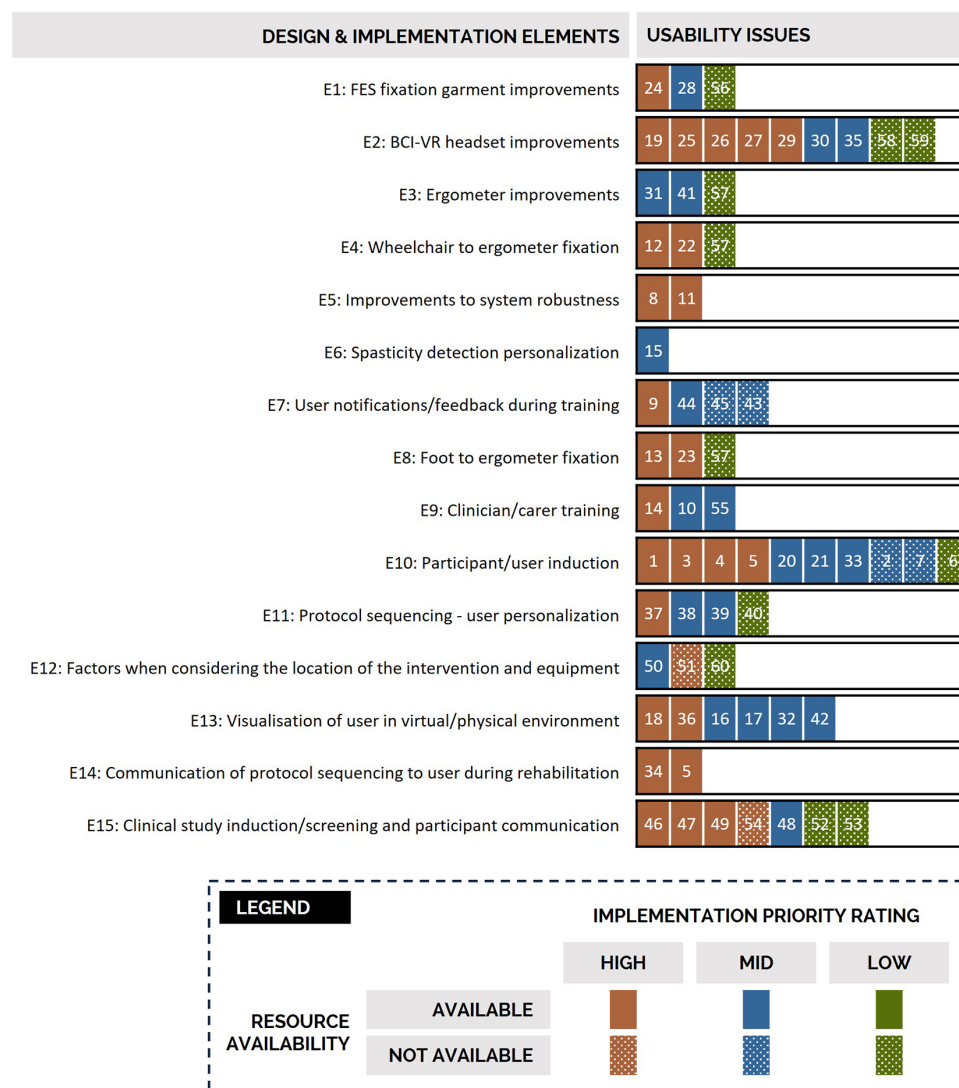 DESIGN & IMPLEMENTATION ELEMENTS USABILITY ISSUES
E1: FES fixation garment improvements 24 28 56
E2: BCI-VR headset improvements 19 25 26 27 29 30 35 58 59
E3: Ergometer improvements 31 41 57
E4: Wheelchair to ergometer fixation 12 22 57
E5: Improvements to system robustness 8 11
E6: Spasticity detection personalization 15
E7: User notifications/feedback during training 9 44 45 43
E8: Foot to ergometer fixation 13 23 57
E9: Clinician/carer training 14 10 55
E10: Participant/user induction 1 3 4 5 20 21 33 2 7 6
E11: Protocol sequencing - user personalization 37 38 39 40
E12: Factors when considering the location of the intervention and equipment 50 51 60
E13: Visualisation of user in virtual/physical environment 18 36 16 17 32 42
E14: Communication of protocol sequencing to user during rehabilitation 34 5
E15: Clinical study induction/screening and participant communication 46 47 49 54 48 52 53
LEGEND
IMPLEMENTATION PRIORITY RATING
HIGH MID LOW
RESOURCE AVAILABILITY
AVAILABLE
NOT AVAILABLE